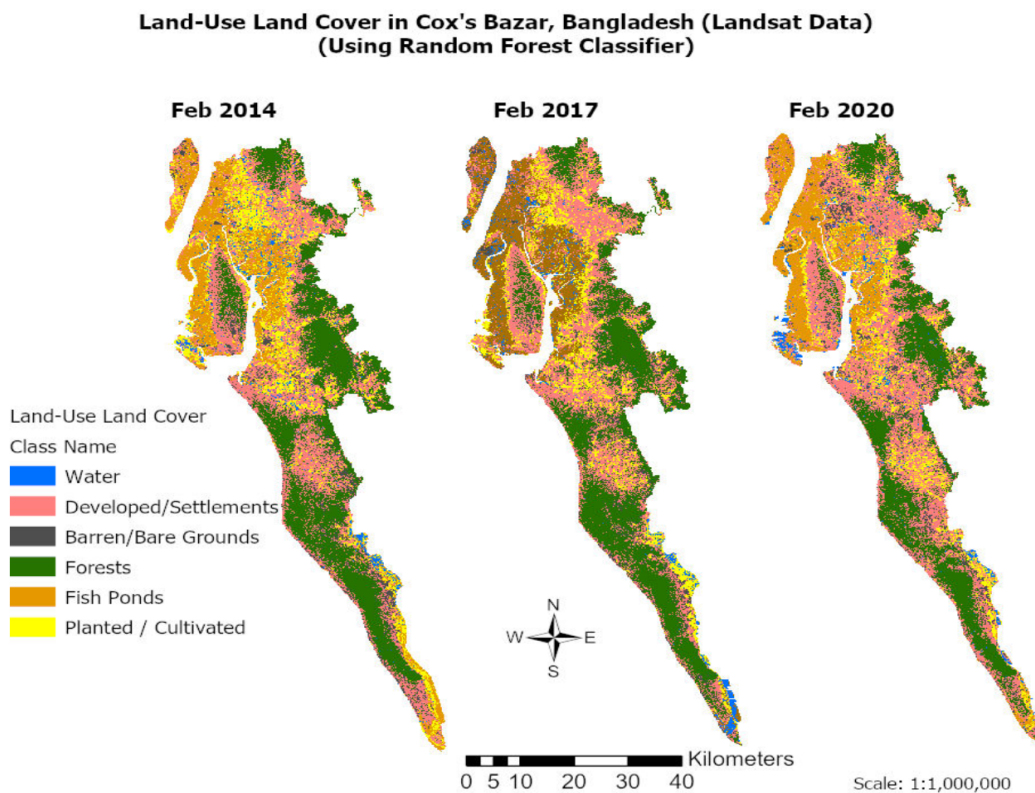 Land-Use Land Cover in Cox's Bazar, Bangladesh (Landsat Data)
(Using Random Forest Classifier)
Feb 2014
Feb 2017
Feb 2020
Land-Use Land Cover
Class Name
Water
Developed/Settlements
Barren/Bare Grounds
Forests
Fish Ponds
Planted / Cultivated
N
W E
S
Kilometers
0 5 10 20 30 40
Scale: 1:1,000,000